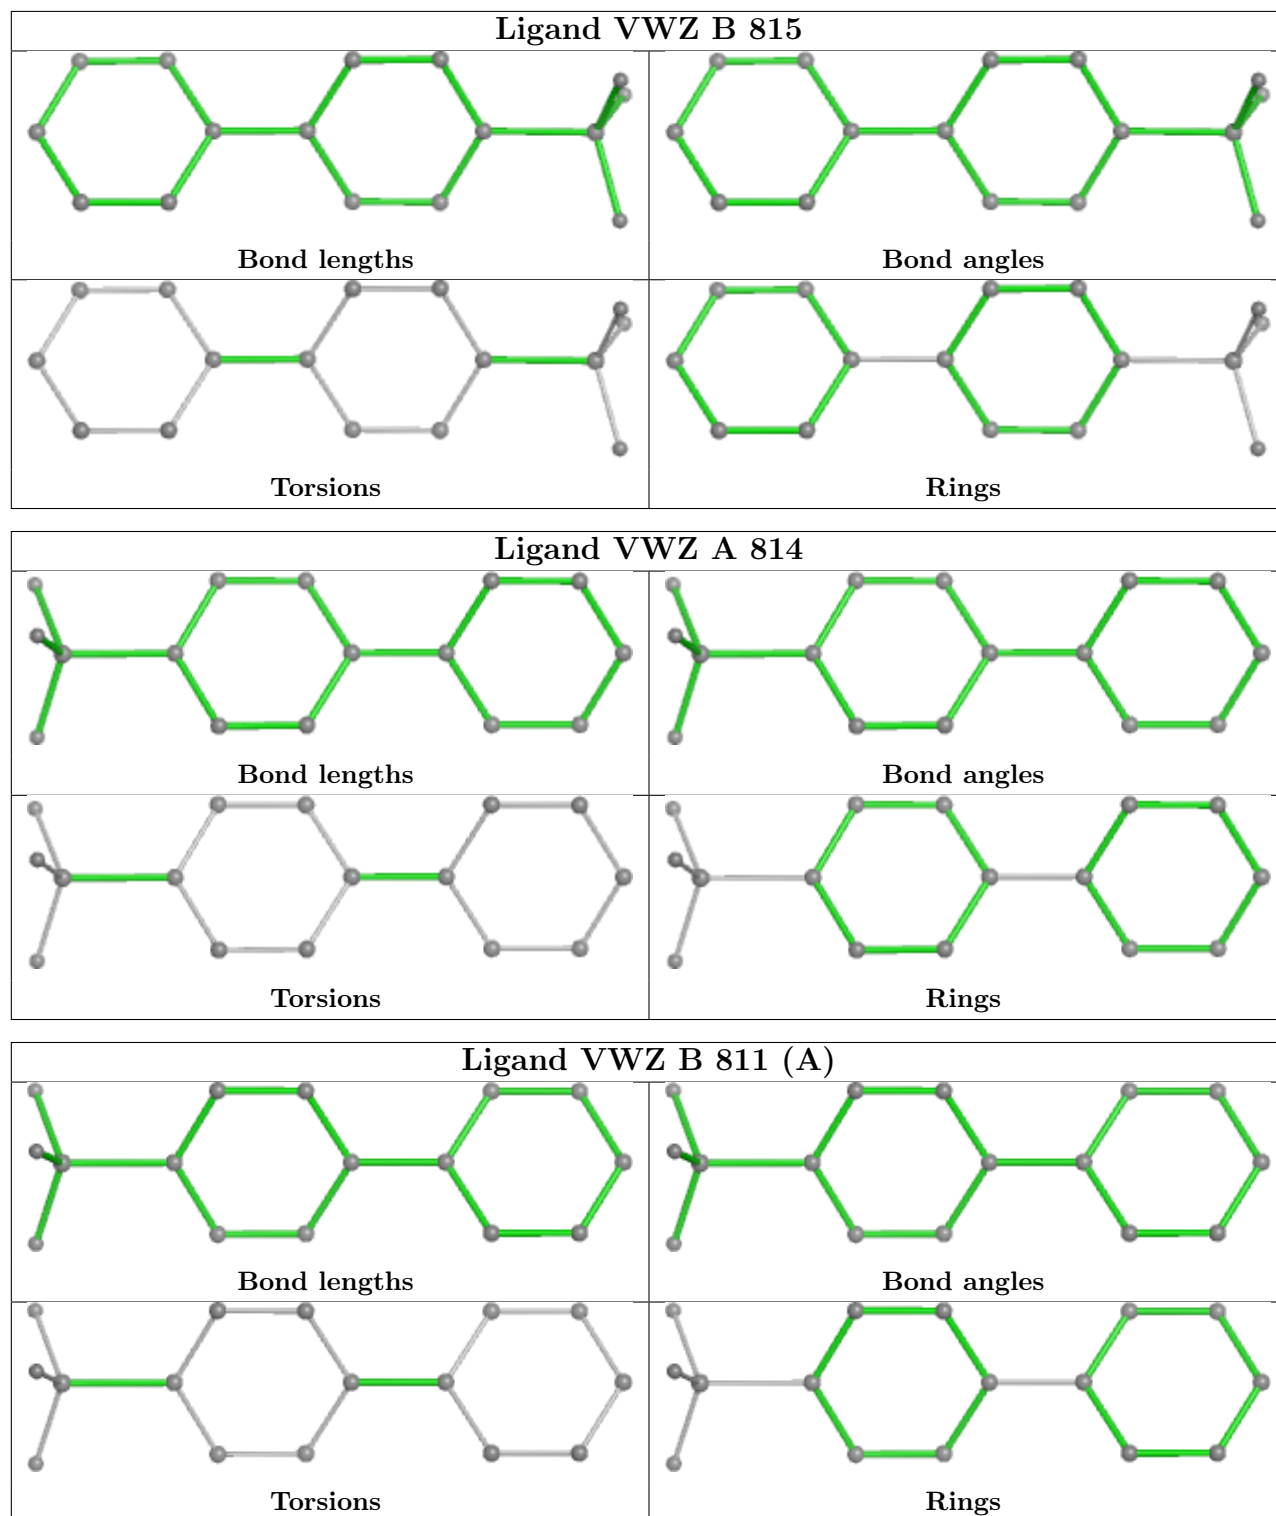 Ligand VWZ B 815
Bond lengths
Bond angles
Torsions
Rings
Ligand VWZ A 814
Bond lengths
Bond angles
Torsions
Rings
Ligand VWZ B 811 (A)
Bond lengths
Bond angles
Torsions
Rings